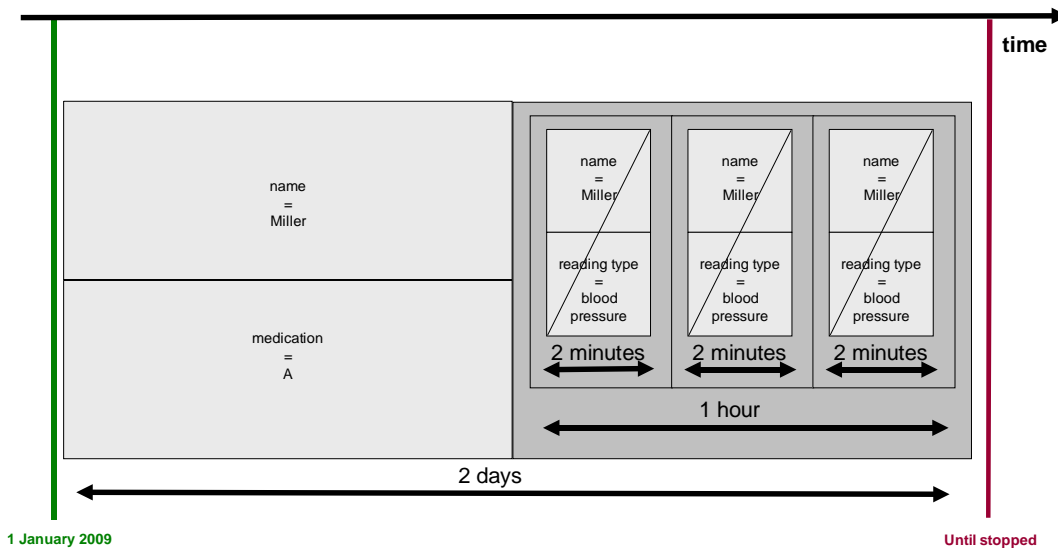 time
name
=
Miller
medication
=
A
name
=
Miller
reading type
=
blood
pressure
2 minutes
name
=
Miller
reading type
=
blood
pressure
2 minutes
name
=
Miller
reading type
=
blood
pressure
2 minutes
1 hour
2 days
1 January 2009
Until stopped